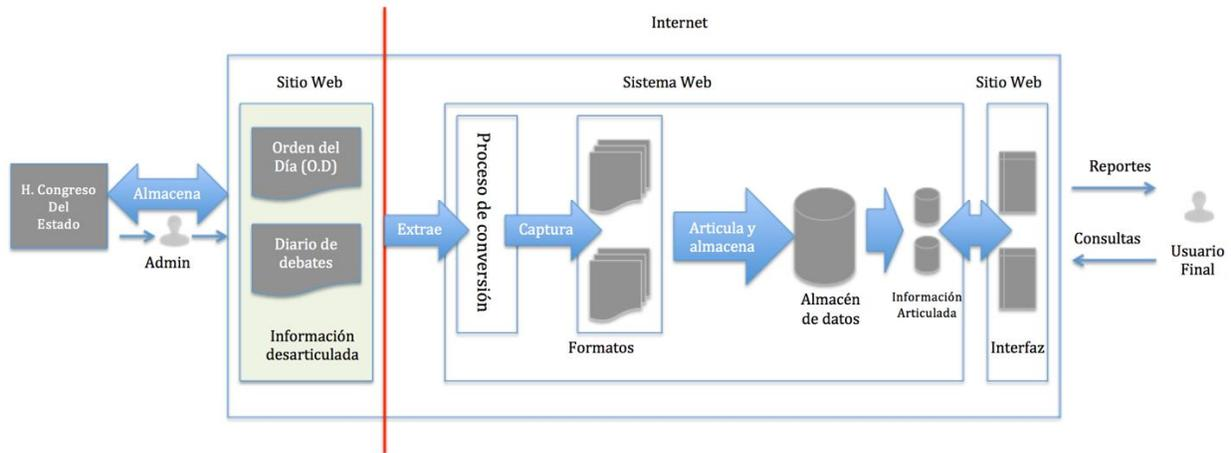 Internet
Sitio Web
Sistema Web
Sitio Web
H. Congreso
Del
Estado
Almacena
Admin
Orden del
Día (O.D)
Diario de
debates
Información
desarticulada
Extrae
Proceso de
conversión
Captura
Formatos
Articula y
almacena
Almacén
de datos
Información
Articulada
Interfaz
Reportes
Consultas
Usuario
Final